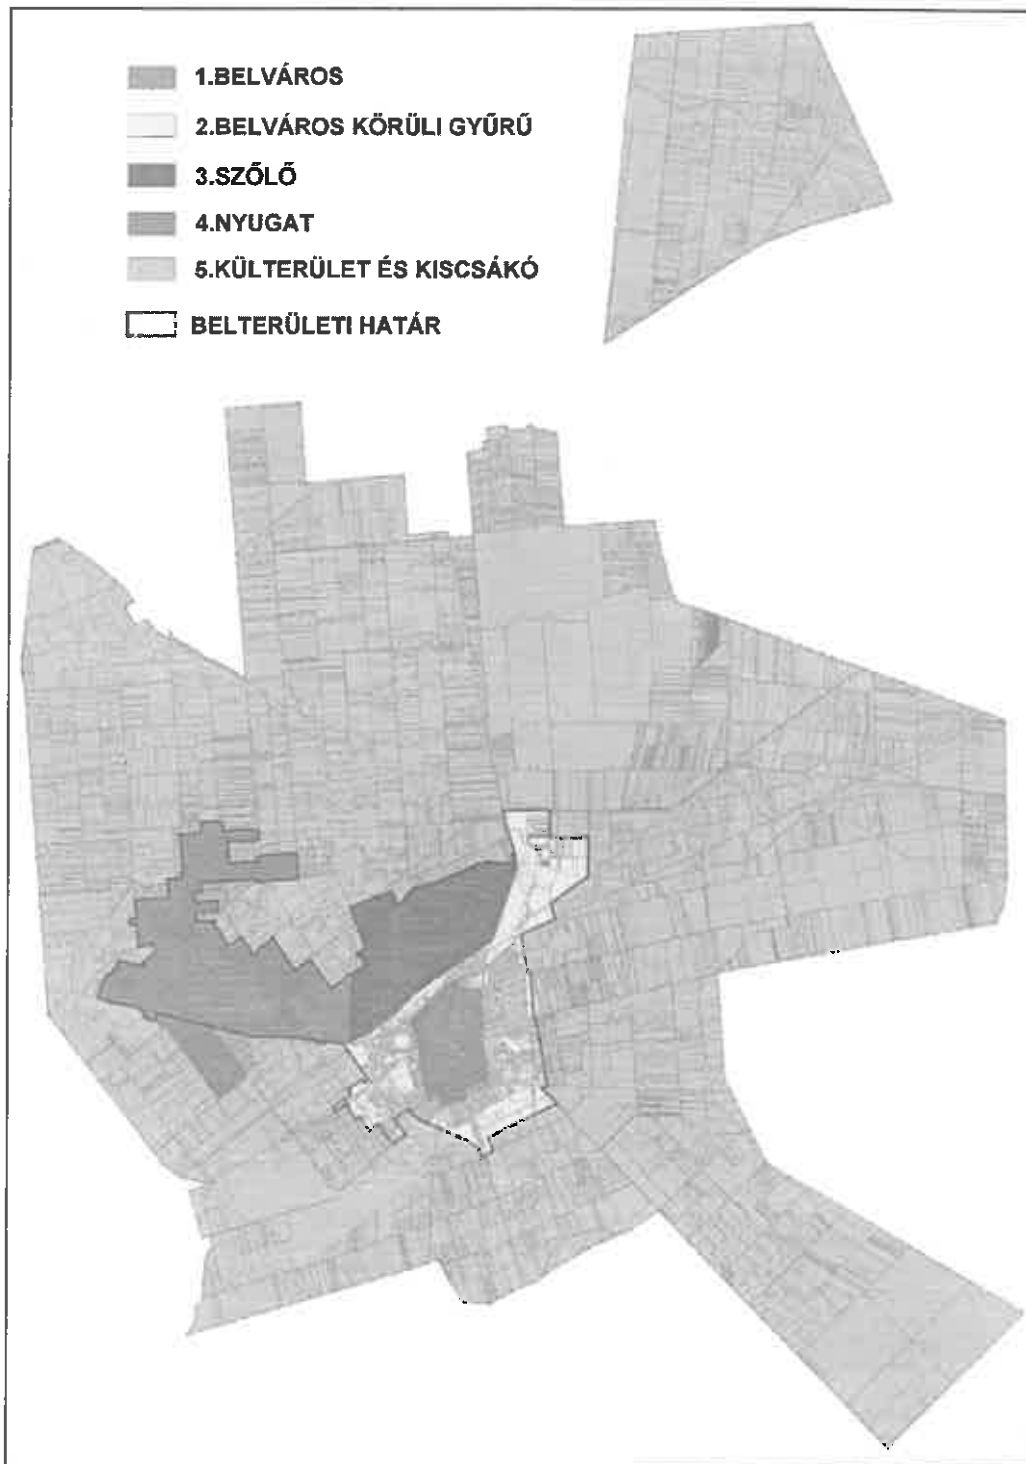 1.BELVÁROS
2.BELVÁROS KÖRÜLI GYŰRŰ
3.SZŐLŐ
4.NYUGAT
5.KÜLTERÜLET ÉS KISCSÁKÓ
BELTERÜLETI HATÁR